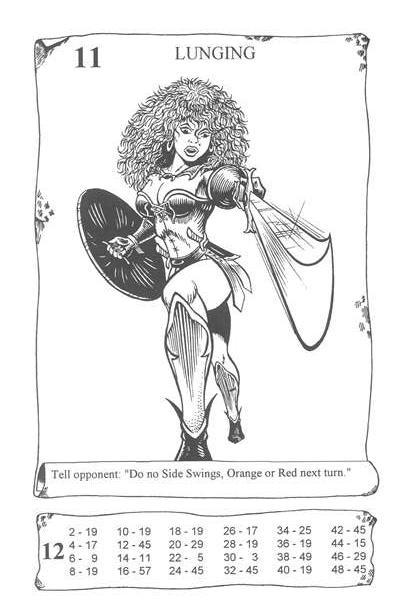 11 LUNGING
Tell opponent: "Do no Side Swings, Orange or Red next turn."
12
2 - 19 10 - 19 18 - 19 26 - 17 34 - 25 42 - 45
4 - 17 12 - 45 20 - 29 28 - 19 36 - 19 44 - 15
6 - 9 14 - 11 22 - 5 30 - 3 38 - 49 46 - 29
8 - 19 16 - 57 24 - 45 32 - 45 40 - 19 48 - 45